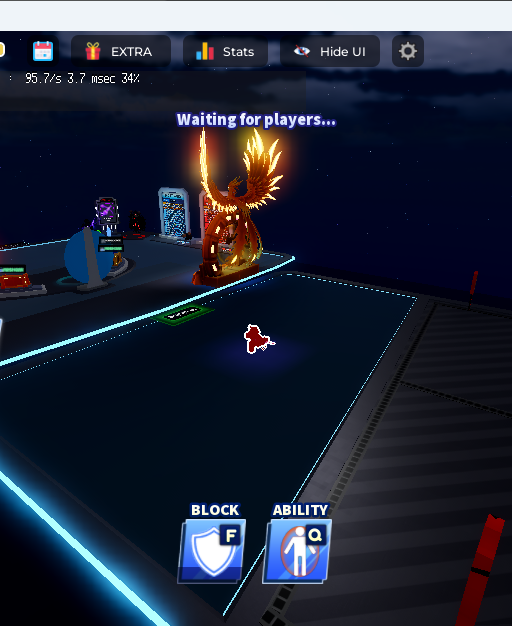 EXTRA
Stats
Hide UI
: 95.7/s 3.7 msec 34%
Waiting for players...
BLOCK
ABILITY
F
Q